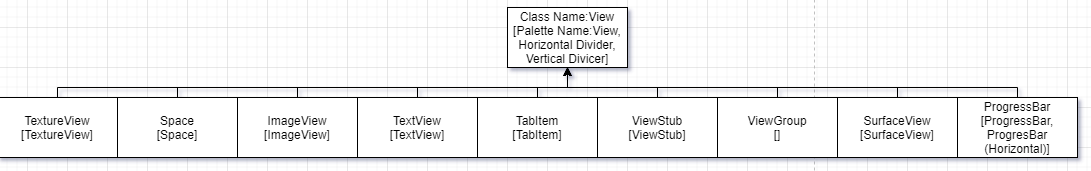 Class Name:View
[Palette Name:View,
Horizontal Divider,
Vertical Divicer]
TextureView
[TextureView]
Space
[Space]
ImageView
[ImageView]
TextView
[TextView]
TabItem
[TabItem]
ViewStub
[ViewStub]
ViewGroup
[]
SurfaceView
[SurfaceView]
ProgressBar
[ProgressBar,
ProgresBar
(Horizontal)]